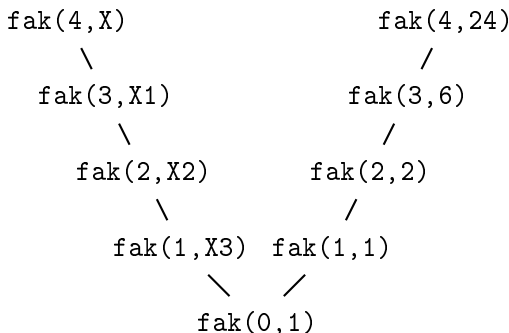 fak(4,X) fak(4,24)
fak(3,X1) fak(3,6)
fak(2,X2) fak(2,2)
fak(1,X3) fak(1,1)
fak(0,1)